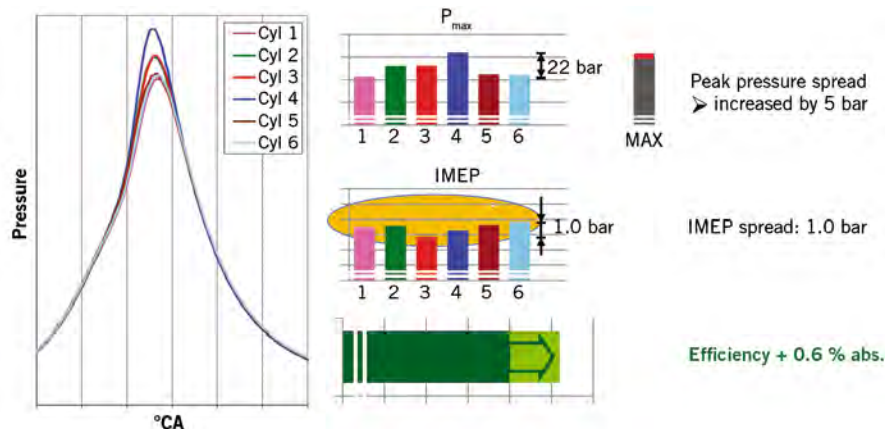 Pressure
°CA
Cyl 1
Cyl 2
Cyl 3
Cyl 4
Cyl 5
Cyl 6
Pmax
22 bar
1 2 3 4 5 6
MAX
Peak pressure spread
➢ increased by 5 bar
IMEP
1.0 bar
1 2 3 4 5 6
IMEP spread: 1.0 bar
Efficiency + 0.6 % abs.